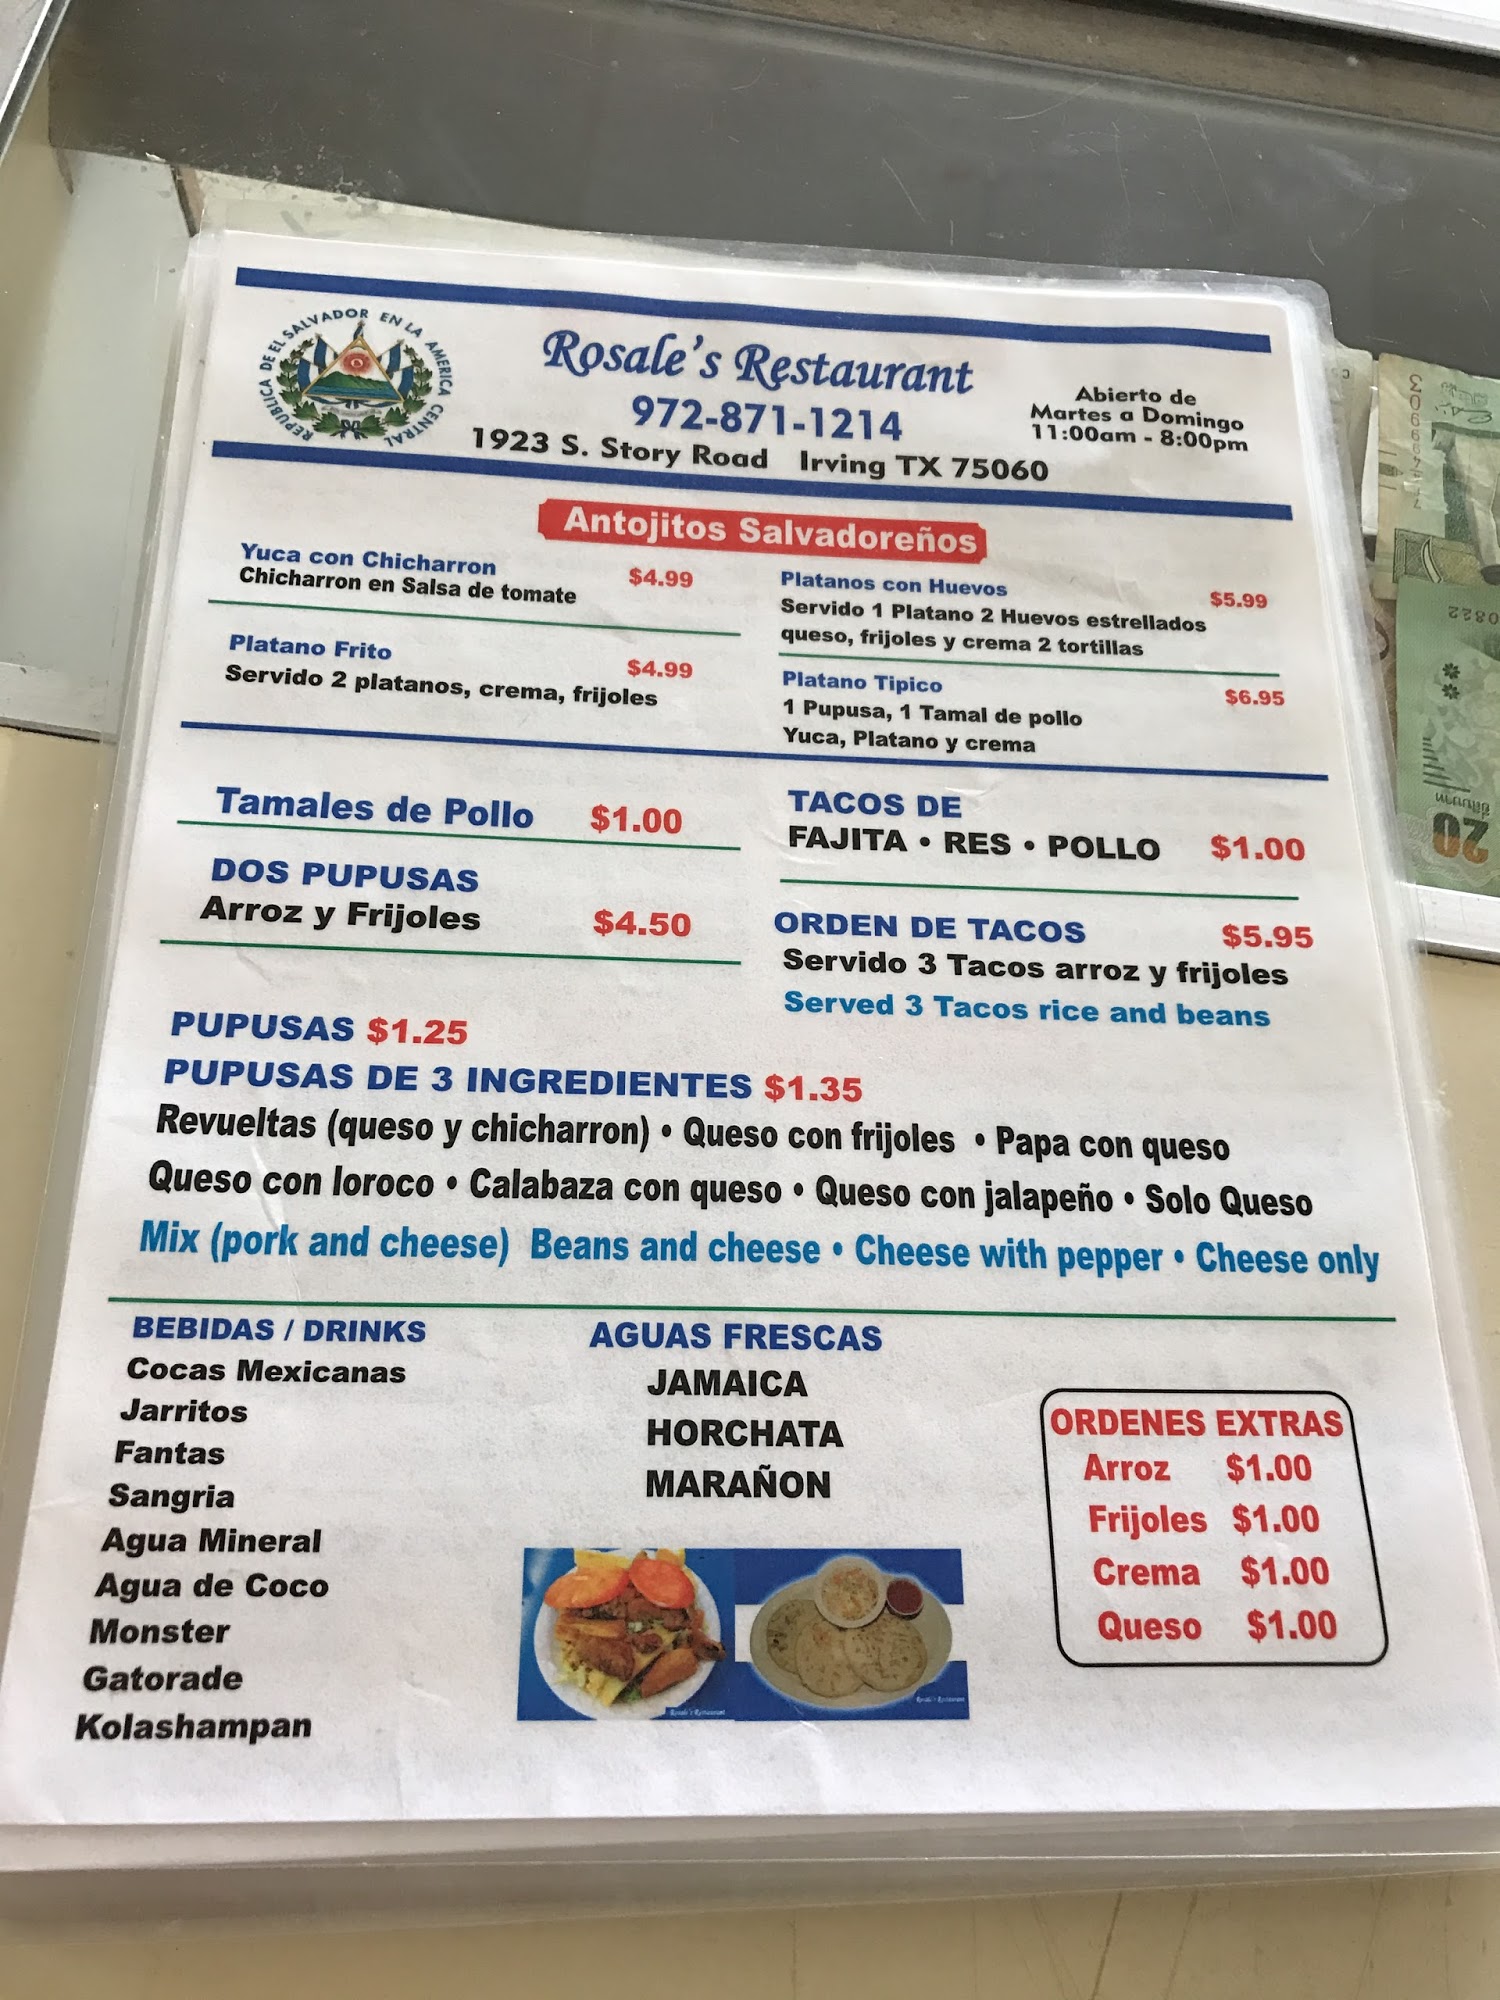 REPUBLICA DE EL SALVADOR EN LA AMERICA CENTRAL
Rosale's Restaurant
972-871-1214
1923 S. Story Road Irving TX 75060
Abierto de
Martes a Domingo
11:00am - 8:00pm
Antojitos Salvadoreños
Yuca con Chicharron $4.99
Chicharron en Salsa de tomate
Platano Frito $4.99
Servido 2 platanos, crema, frijoles
Platanos con Huevos $5.99
Servido 1 Platano 2 Huevos estrellados
queso, frijoles y crema 2 tortillas
Platano Tipico $6.95
1 Pupusa, 1 Tamal de pollo
Yuca, Platano y crema
Tamales de Pollo $1.00
DOS PUPUSAS
Arroz y Frijoles $4.50
TACOS DE
FAJITA • RES • POLLO $1.00
ORDEN DE TACOS $5.95
Servido 3 Tacos arroz y frijoles
Served 3 Tacos rice and beans
PUPUSAS $1.25
PUPUSAS DE 3 INGREDIENTES $1.35
Revueltas (queso y chicharron) • Queso con frijoles • Papa con queso
Queso con loroco • Calabaza con queso • Queso con jalapeño • Solo Queso
Mix (pork and cheese) Beans and cheese • Cheese with pepper • Cheese only
BEBIDAS / DRINKS
Cocas Mexicanas
Jarritos
Fantas
Sangria
Agua Mineral
Agua de Coco
Monster
Gatorade
Kolashampan
AGUAS FRESCAS
JAMAICA
HORCHATA
MARAÑON
Rosale's Restaurant
Rosale's Restaurant
ORDENES EXTRAS
Arroz $1.00
Frijoles $1.00
Crema $1.00
Queso $1.00
20